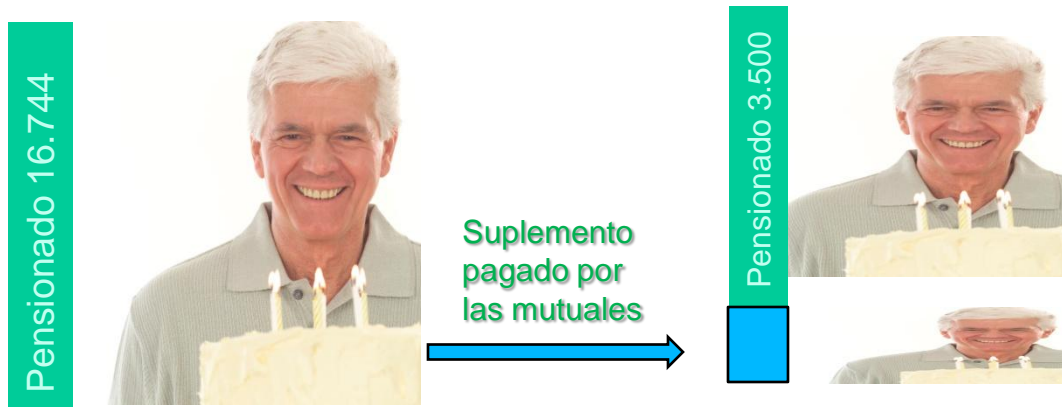 Pensionado 16.744
Suplemento
pagado por
las mutuales
Pensionado 3.500